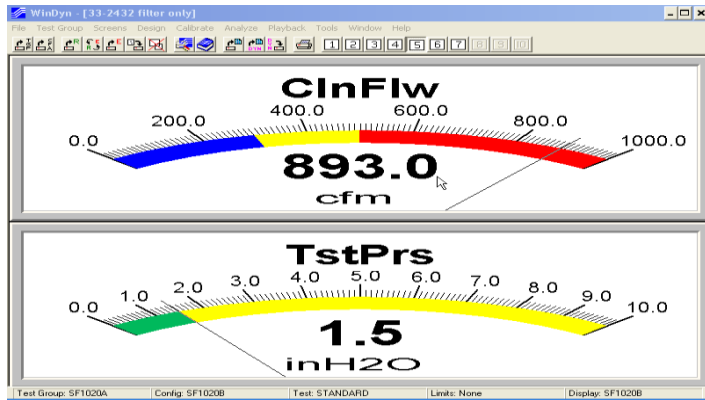 WinDyn - [33-2432 filter only]
File Test Group Screens Design Calibrate Analyze Playback Tools Window Help
1 2 3 4 5 6 7 8 9 10
ClnFlw
0.0 200.0 400.0 600.0 800.0 1000.0
893.0
cfm
TstPrs
0.0 1.0 2.0 3.0 4.0 5.0 6.0 7.0 8.0 9.0 10.0
1.5
inH2O
Test Group: SF1020A Config: SF1020B Test: STANDARD Limits: None Display: SF1020B